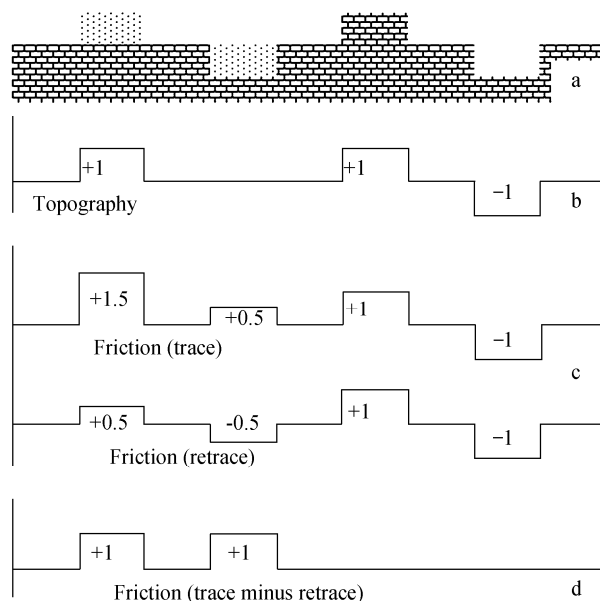 a
+1
+1
−1
Topography
b
+1.5
+0.5
+1
−1
Friction (trace)
c
+0.5
-0.5
+1
−1
Friction (retrace)
+1
+1
Friction (trace minus retrace)
d